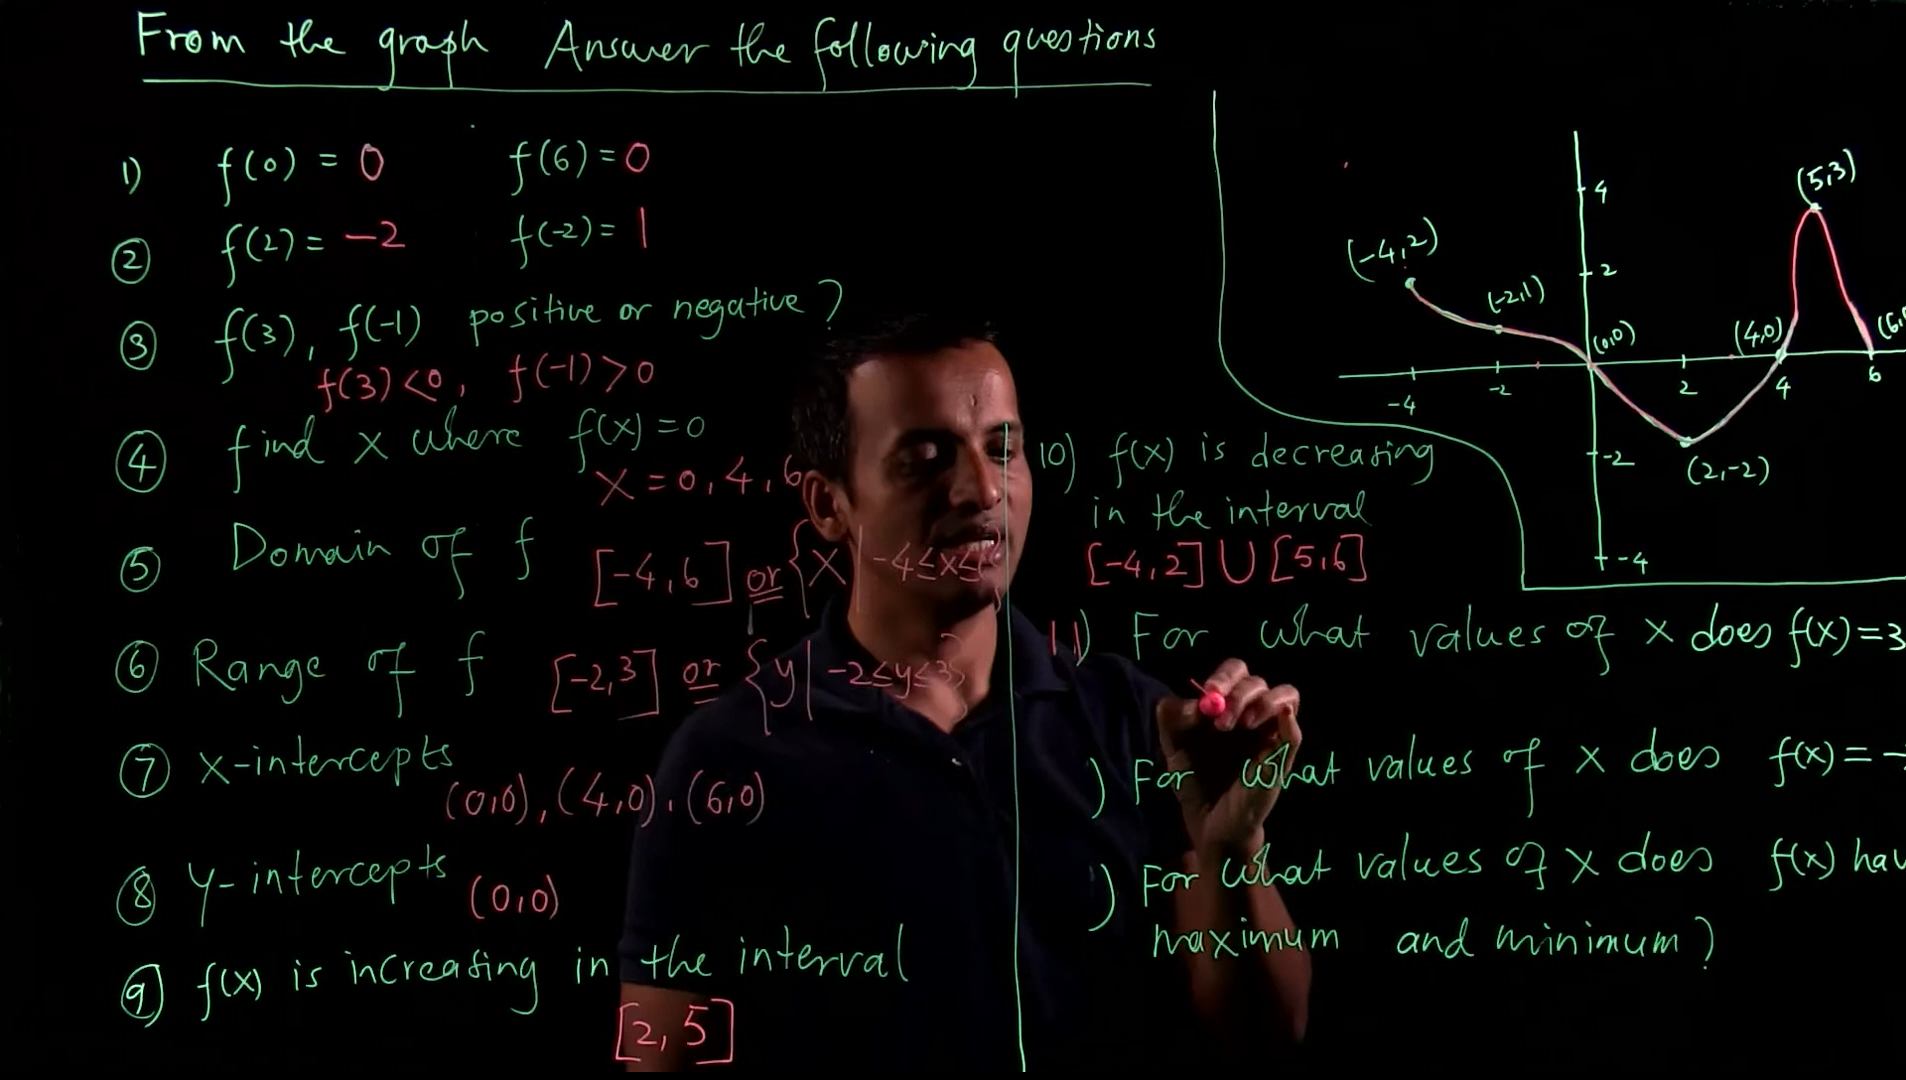 From the graph Answer the following questions
1) f(0) = 0 f(6) = 0
② f(2) = -2 f(-2) = 1
③ f(3), f(-1) positive or negative?
f(3) < 0, f(-1) > 0
④ find x where f(x) = 0
x = 0, 4, 6
⑤ Domain of f [-4, 6] or {x | -4 ≤ x ≤
⑥ Range of f [-2, 3] or {y | -2 ≤ y ≤ 3}
⑦ x-intercepts
(0,0), (4,0), (6,0)
⑧ y-intercepts (0,0)
⑨ f(x) is increasing in the interval
[2, 5]
10) f(x) is decreasing
in the interval
[-4, 2] ∪ [5, 6]
11) For what values of x does f(x) = 3
) For what values of x does f(x) = -
) For what values of x does f(x) hav
maximum and minimum?
(5,3)
4
(-4,2)
2
(-2,1)
(0,0)
(4,0)
(6,
-4
-2
2
4
6
-2
(2,-2)
-4